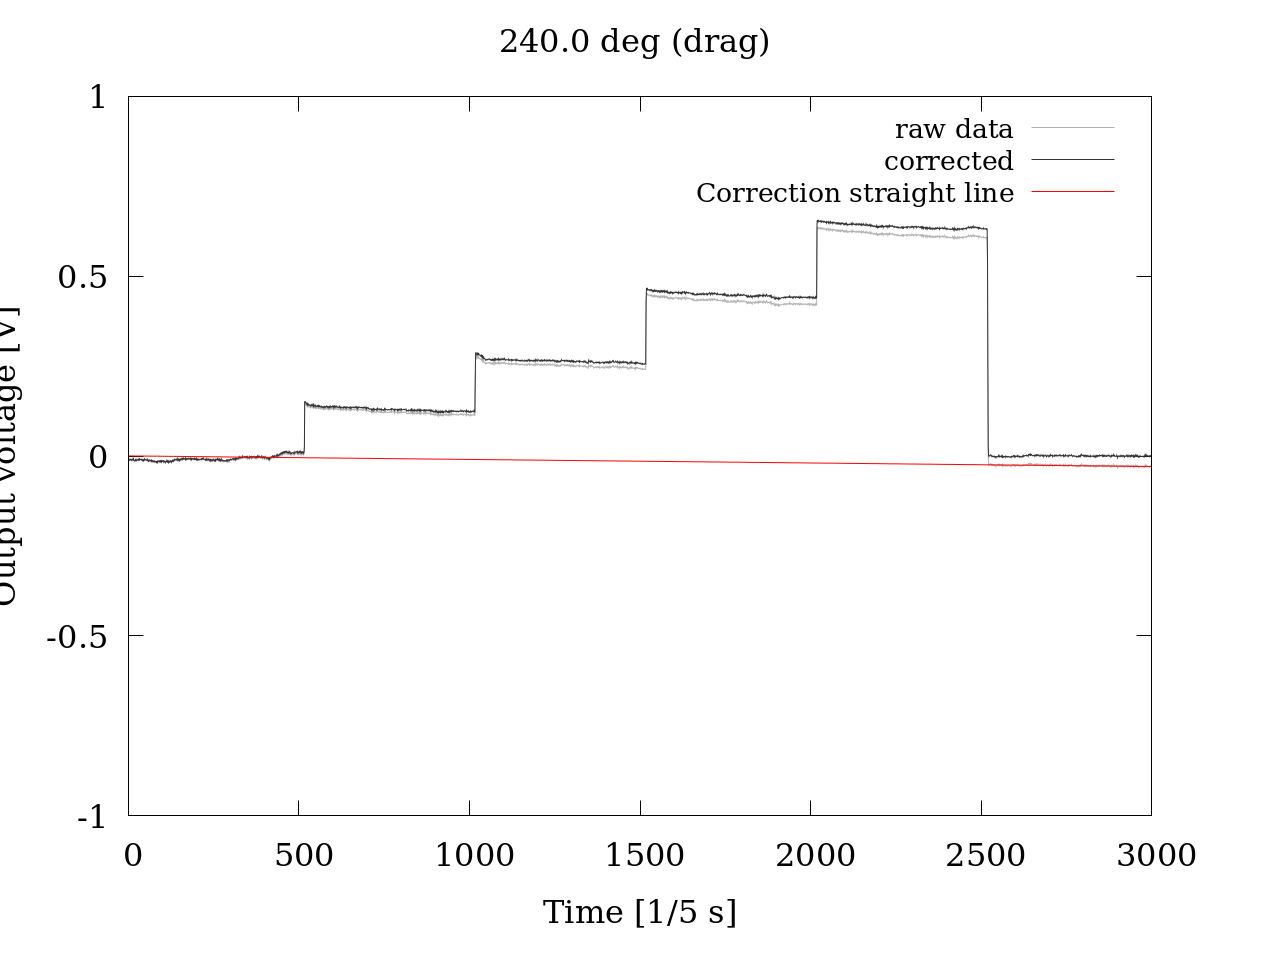 240.0 deg (drag)
raw data
corrected
Correction straight line
1
0.5
0
-0.5
-1
Output voltage [V]
0 500 1000 1500 2000 2500 3000
Time [1/5 s]